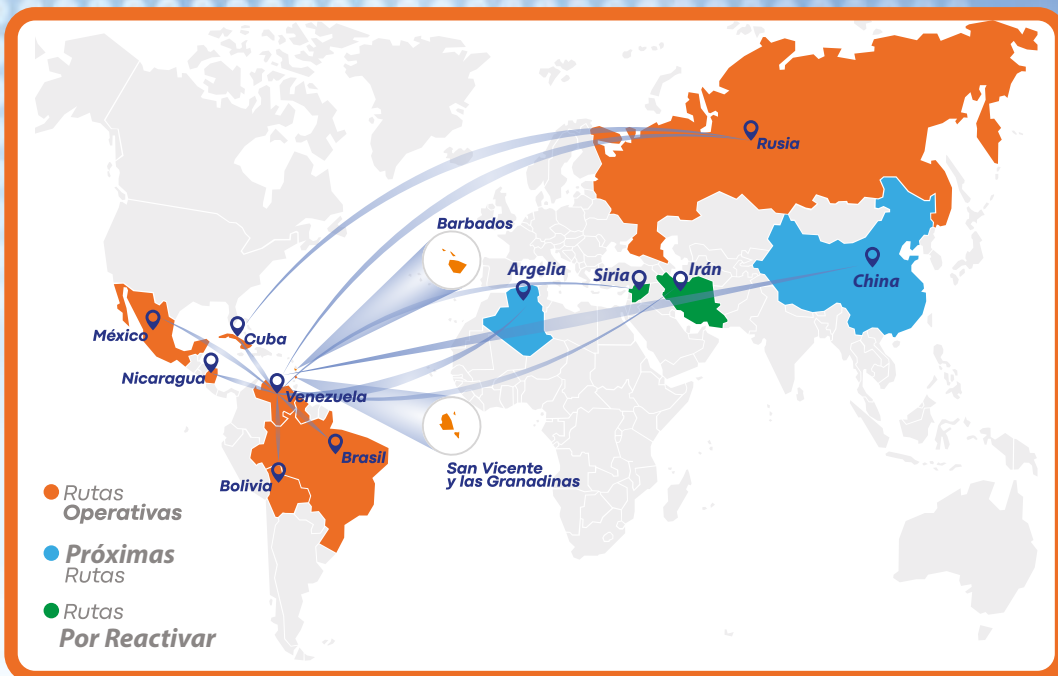 Rusia
Barbados
Argelia
Siria
Irán
China
México
Cuba
Nicaragua
Venezuela
Brasil
Bolivia
San Vicente
y las Granadinas
Rutas
Operativas
Próximas
Rutas
Rutas
Por Reactivar